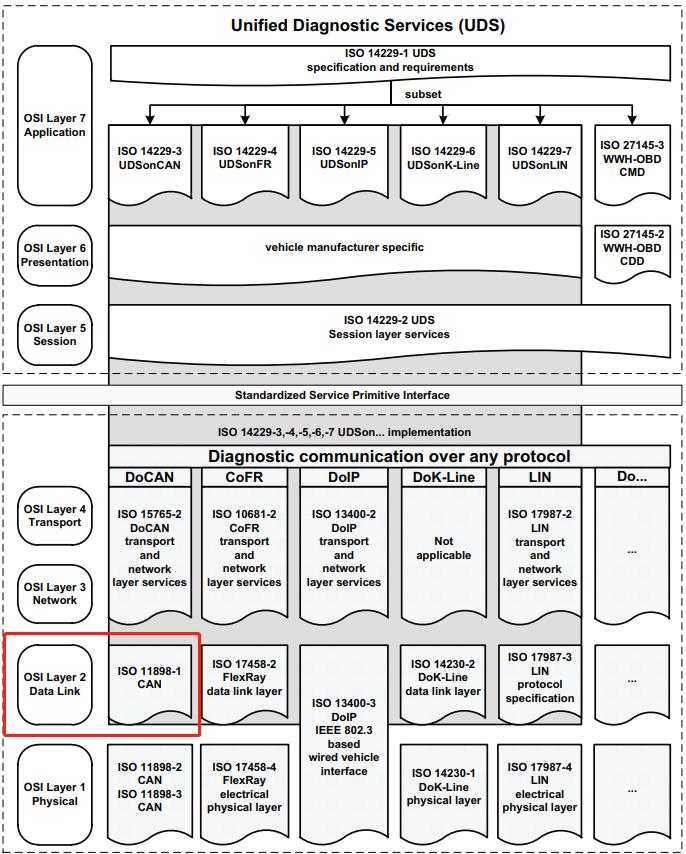 Unified Diagnostic Services (UDS)
ISO 14229-1 UDS
specification and requirements
subset
OSI Layer 7
Application
ISO 14229-3
UDSonCAN
ISO 14229-4
UDSonFR
ISO 14229-5
UDSonIP
ISO 14229-6
UDSonK-Line
ISO 14229-7
UDSonLIN
ISO 27145-3
WWH-OBD
CMD
OSI Layer 6
Presentation
vehicle manufacturer specific
ISO 27145-2
WWH-OBD
CDD
OSI Layer 5
Session
ISO 14229-2 UDS
Session layer services
Standardized Service Primitive Interface
ISO 14229-3,-4,-5,-6,-7 UDSon... implementation
Diagnostic communication over any protocol
DoCAN
CoFR
DoIP
DoK-Line
LIN
Do...
OSI Layer 4
Transport
OSI Layer 3
Network
ISO 15765-2
DoCAN
transport
and
network
layer services
ISO 10681-2
CoFR
transport
and
network
layer services
ISO 13400-2
DoIP
transport
and
network
layer services
Not
applicable
ISO 17987-2
LIN
transport
and
network
layer services
...
OSI Layer 2
Data Link
ISO 11898-1
CAN
ISO 17458-2
FlexRay
data link layer
ISO 13400-3
DoIP
IEEE 802.3
based
wired vehicle
interface
ISO 14230-2
DoK-Line
data link layer
ISO 17987-3
LIN
protocol
specification
...
OSI Layer 1
Physical
ISO 11898-2
CAN
ISO 11898-3
CAN
ISO 17458-4
FlexRay
electrical
physical layer
ISO 14230-1
DoK-Line
physical layer
ISO 17987-4
LIN
electrical
physical layer
...